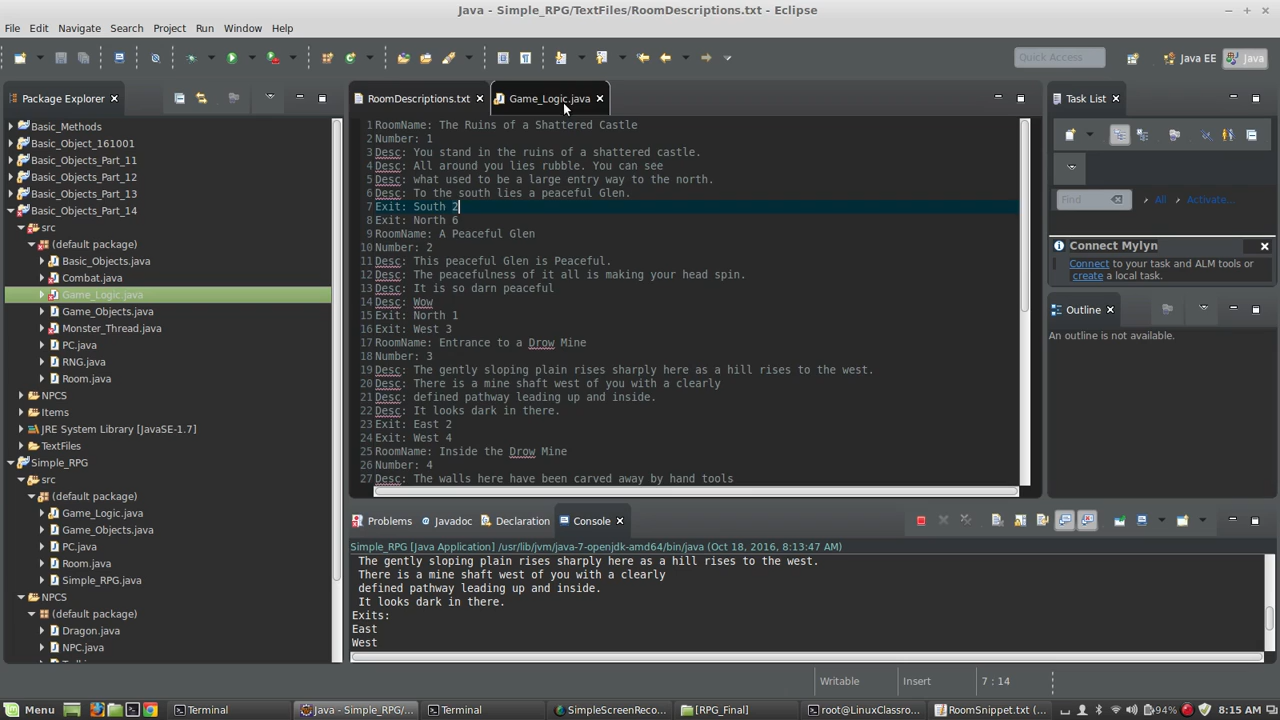 Java - Simple_RPG/TextFiles/RoomDescriptions.txt - Eclipse
File Edit Navigate Search Project Run Window Help
Quick Access
Java EE
Java
Package Explorer
RoomDescriptions.txt
Game_Logic.java
Task List
Basic_Methods
Basic_Object_161001
Basic_Objects_Part_11
Basic_Objects_Part_12
Basic_Objects_Part_13
Basic_Objects_Part_14
src
(default package)
Basic_Objects.java
Combat.java
Game_Logic.java
Game_Objects.java
Monster_Thread.java
PC.java
RNG.java
Room.java
NPCS
Items
JRE System Library [JavaSE-1.7]
TextFiles
Simple_RPG
src
(default package)
Game_Logic.java
Game_Objects.java
PC.java
Room.java
Simple_RPG.java
NPCS
(default package)
Dragon.java
NPC.java
1 RoomName: The Ruins of a Shattered Castle
2 Number: 1
3 Desc: You stand in the ruins of a shattered castle.
4 Desc: All around you lies rubble. You can see
5 Desc: what used to be a large entry way to the north.
6 Desc: To the south lies a peaceful Glen.
7 Exit: South 2
8 Exit: North 6
9 RoomName: A Peaceful Glen
10 Number: 2
11 Desc: This peaceful Glen is Peaceful.
12 Desc: The peacefulness of it all is making your head spin.
13 Desc: It is so darn peaceful
14 Desc: Wow
15 Exit: North 1
16 Exit: West 3
17 RoomName: Entrance to a Drow Mine
18 Number: 3
19 Desc: The gently sloping plain rises sharply here as a hill rises to the west.
20 Desc: There is a mine shaft west of you with a clearly
21 Desc: defined pathway leading up and inside.
22 Desc: It looks dark in there.
23 Exit: East 2
24 Exit: West 4
25 RoomName: Inside the Drow Mine
26 Number: 4
27 Desc: The walls here have been carved away by hand tools
Find
All
Activate...
Connect Mylyn
Connect to your task and ALM tools or
create a local task.
Outline
An outline is not available.
Problems
Javadoc
Declaration
Console
Simple_RPG [Java Application] /usr/lib/jvm/java-7-openjdk-amd64/bin/java (Oct 18, 2016, 8:13:47 AM)
The gently sloping plain rises sharply here as a hill rises to the west.
There is a mine shaft west of you with a clearly
defined pathway leading up and inside.
It looks dark in there.
Exits:
East
West
Writable
Insert
7 : 14
Menu
Terminal
Java - Simple_RPG/...
Terminal
SimpleScreenReco...
[RPG_Final]
root@LinuxClassro...
RoomSnippet.txt (...
94%
8:15 AM